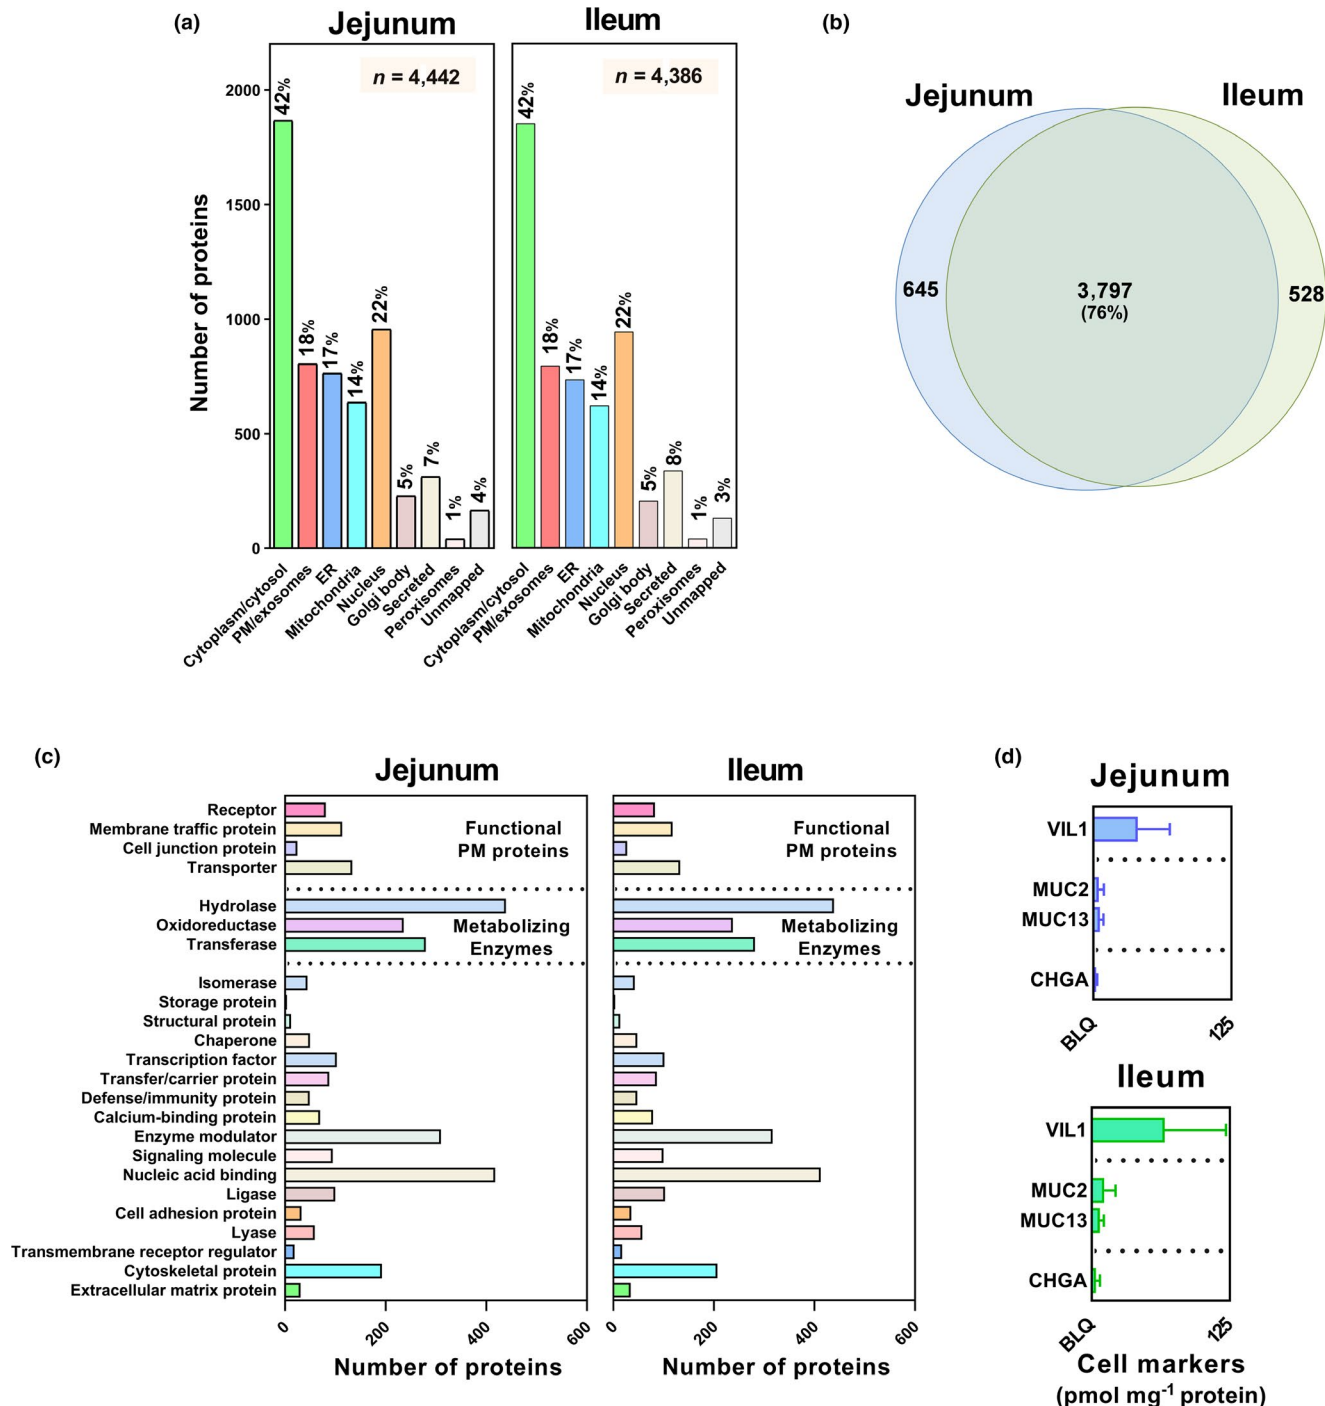 (a)
Jejunum
Ileum
n = 4,442
n = 4,386
Number of proteins
2000
1500
1000
500
0
42%
18%
17%
14%
22%
5%
7%
1%
4%
42%
18%
17%
14%
22%
5%
8%
1%
3%
Cytoplasm/cytosol
PM/exosomes
ER
Mitochondria
Nucleus
Golgi body
Secreted
Peroxisomes
Unmapped
Cytoplasm/cytosol
PM/exosomes
ER
Mitochondria
Nucleus
Golgi body
Secreted
Peroxisomes
Unmapped
(b)
Jejunum
Ileum
645
3,797
(76%)
528
(c)
Jejunum
Ileum
Receptor
Membrane traffic protein
Cell junction protein
Transporter
Hydrolase
Oxidoreductase
Transferase
Isomerase
Storage protein
Structural protein
Chaperone
Transcription factor
Transfer/carrier protein
Defense/immunity protein
Calcium-binding protein
Enzyme modulator
Signaling molecule
Nucleic acid binding
Ligase
Cell adhesion protein
Lyase
Transmembrane receptor regulator
Cytoskeletal protein
Extracellular matrix protein
Functional
PM proteins
Metabolizing
Enzymes
Functional
PM proteins
Metabolizing
Enzymes
0
200
400
600
0
200
400
600
Number of proteins
Number of proteins
(d)
Jejunum
VIL1
MUC2
MUC13
CHGA
BLQ
125
Ileum
VIL1
MUC2
MUC13
CHGA
BLQ
125
Cell markers
(pmol mg⁻¹ protein)